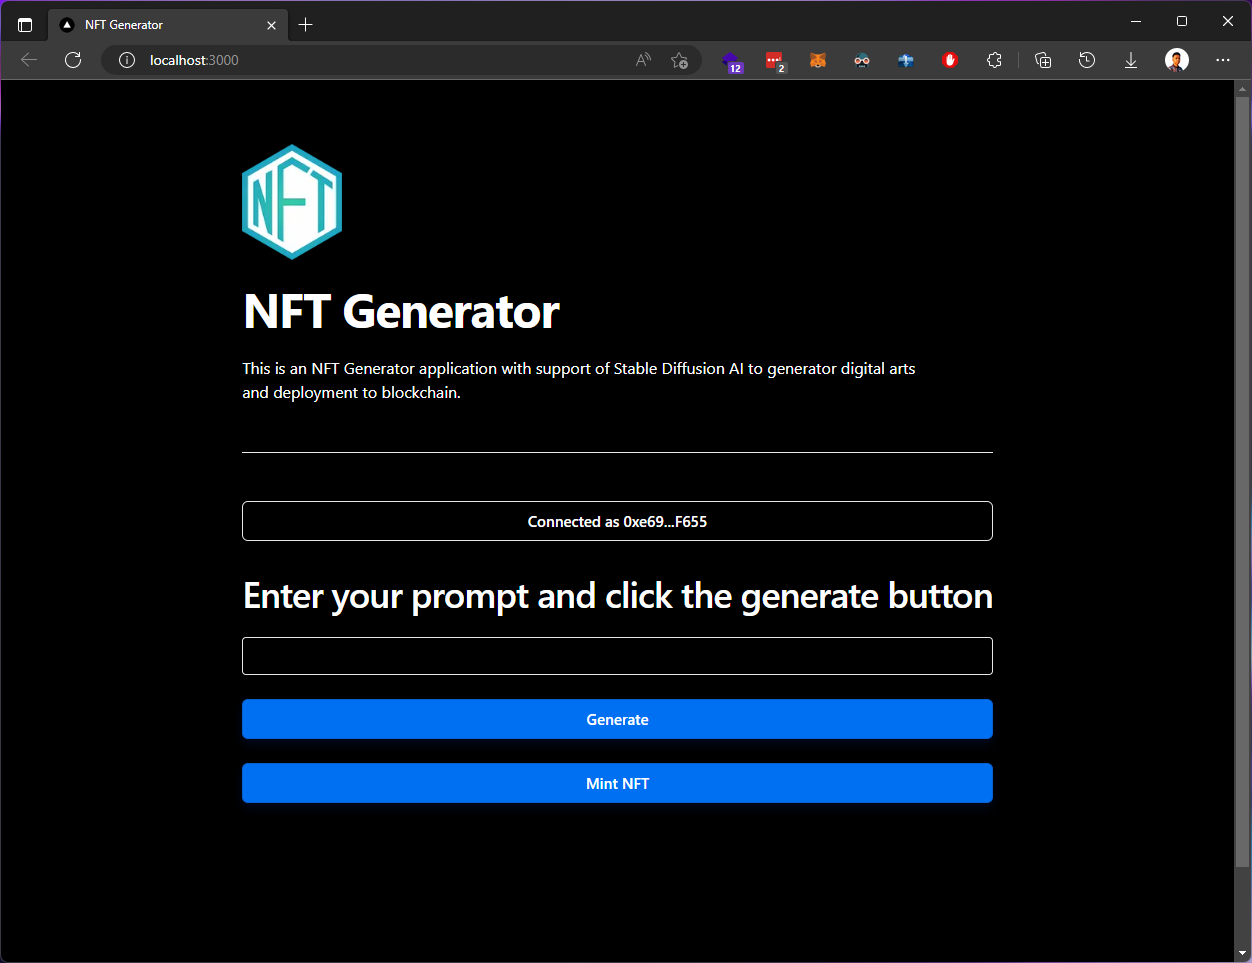 NFT Generator
localhost:3000
12
2
NFT
NFT Generator
This is an NFT Generator application with support of Stable Diffusion AI to generator digital arts
and deployment to blockchain.
Connected as 0xe69...F655
Enter your prompt and click the generate button
Generate
Mint NFT